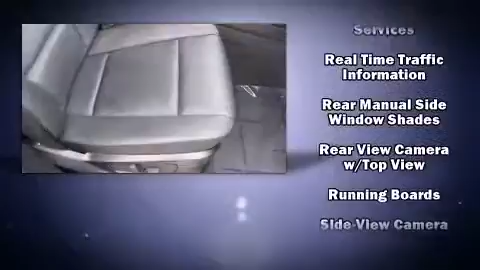 Services
Real Time Traffic
Information
Rear Manual Side
Window Shades
Rear View Camera
w/Top View
Running Boards
Side-View Camera